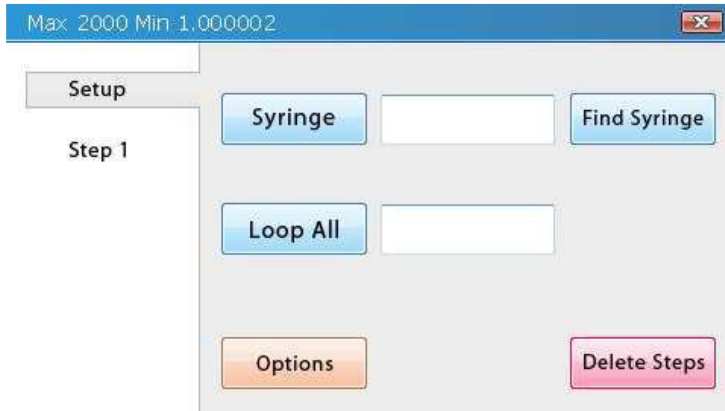 Max 2000 Min 1.000002
Setup
Step 1
Syringe
Find Syringe
Loop All
Options
Delete Steps